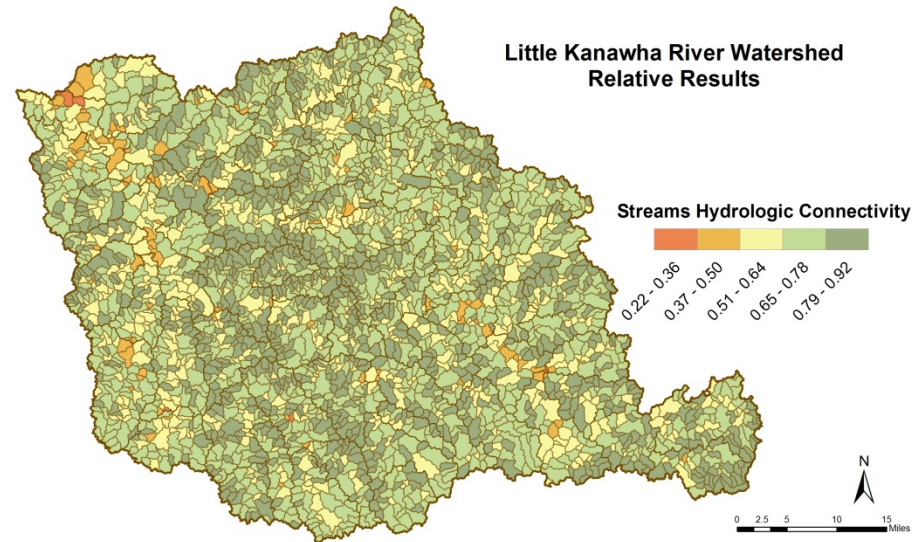 Little Kanawha River Watershed
Relative Results
Streams Hydrologic Connectivity
0.22 - 0.36
0.37 - 0.50
0.51 - 0.64
0.65 - 0.78
0.79 - 0.92
N
0 2.5 5 10 15
Miles